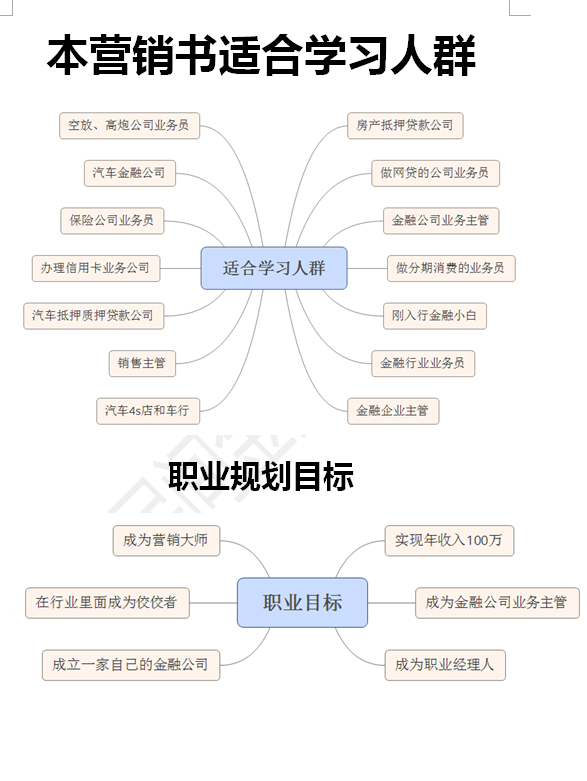 本营销书适合学习人群
空放、高炮公司业务员
房产抵押贷款公司
汽车金融公司
做网贷的公司业务员
保险公司业务员
金融公司业务主管
办理信用卡业务公司
适合学习人群
做分期消费的业务员
汽车抵押质押贷款公司
刚入行金融小白
销售主管
金融行业业务员
汽车4s店和车行
金融企业主管
职业规划目标
成为营销大师
实现年收入100万
在行业里面成为佼佼者
职业目标
成为金融公司业务主管
成立一家自己的金融公司
成为职业经理人